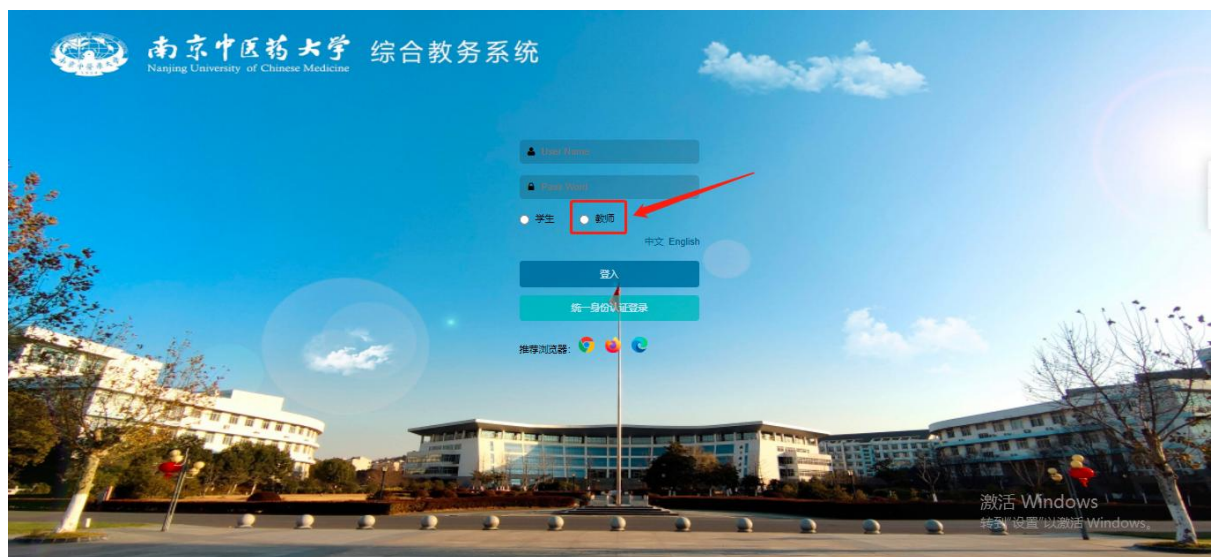 南京中医药大学 综合教务系统
Nanjing University of Chinese Medicine
User Name
Pass Word
学生 教师
中文 English
登入
统一身份认证登录
推荐浏览器:
激活 Windows
转到"设置"以激活 Windows。